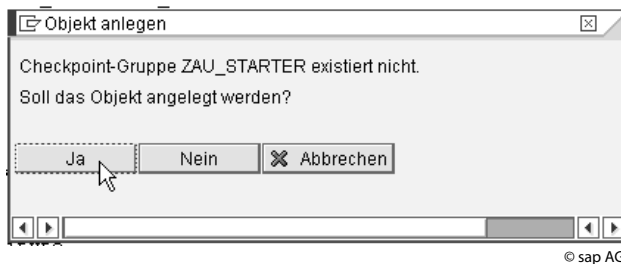 Objekt anlegen
Checkpoint-Gruppe ZAU_STARTER existiert nicht.
Soll das Objekt angelegt werden?
Ja Nein Abbrechen
© sap AG